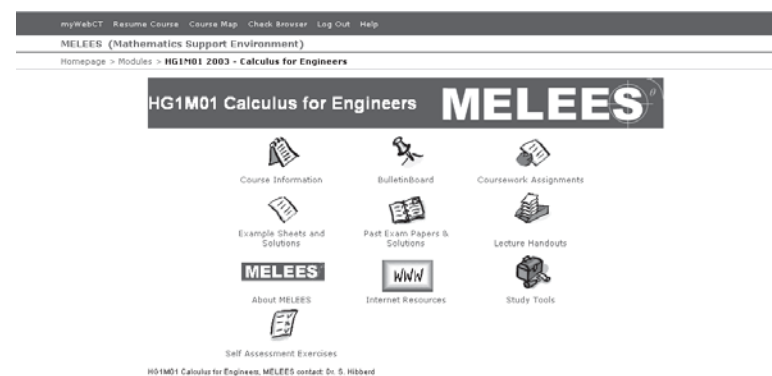 myWebCT Resume Course Course Map Check Browser Log Out Help
MELEES (Mathematics Support Environment)
Homepage > Modules > HG1M01 2003 - Calculus for Engineers
HG1M01 Calculus for Engineers MELEES
Course Information BulletinBoard Coursework Assignments
Example Sheets and Solutions Past Exam Papers & Solutions Lecture Handouts
MELEES WWW
About MELEES Internet Resources Study Tools
Self Assessment Exercises
HG1M01 Calculus for Engineers, MELEES contact: Dr. S. Hibberd